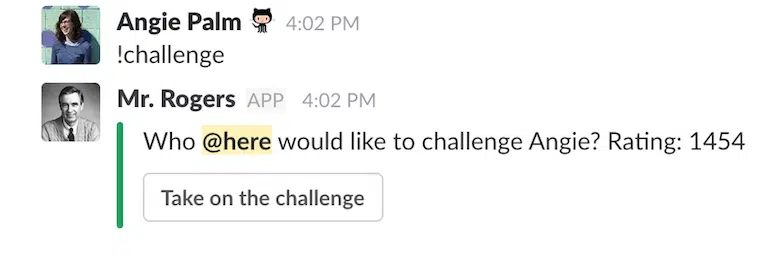 Angie Palm 4:02 PM
!challenge
Mr. Rogers APP 4:02 PM
Who @here would like to challenge Angie? Rating: 1454
Take on the challenge